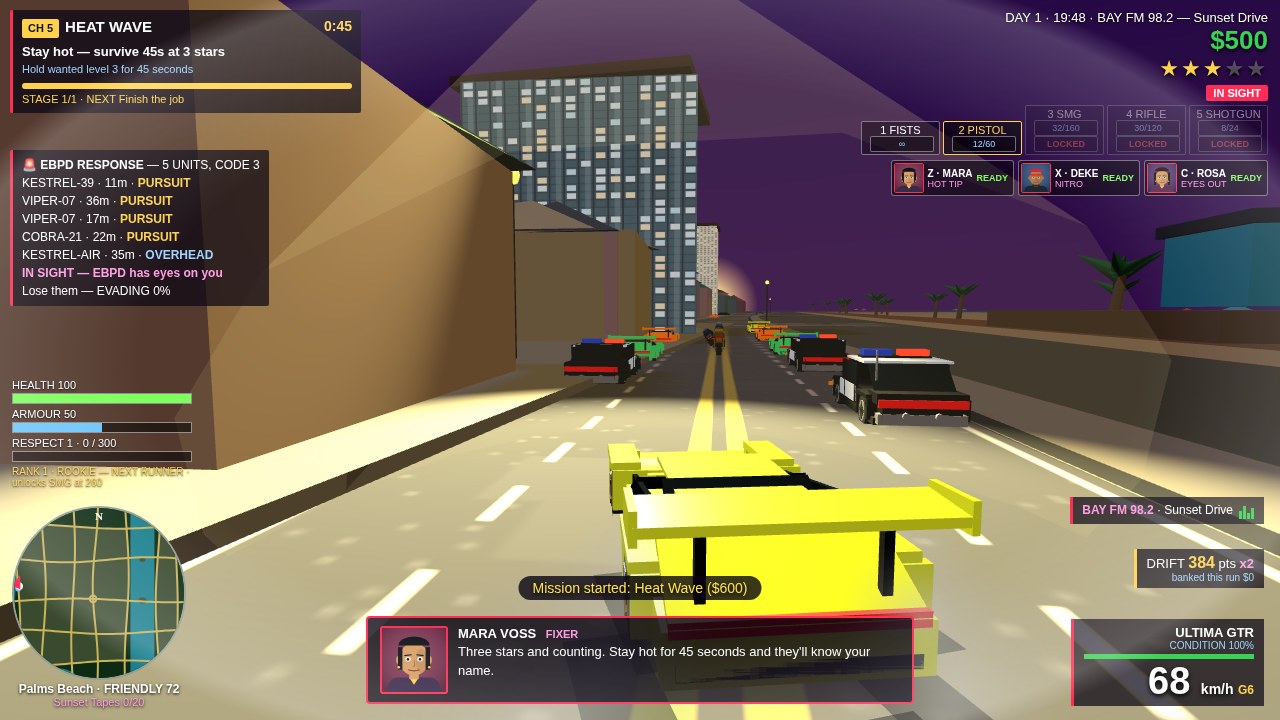 CH 5 HEAT WAVE 0:45
Stay hot — survive 45s at 3 stars
Hold wanted level 3 for 45 seconds
STAGE 1/1 · NEXT Finish the job
DAY 1 · 19:48 · BAY FM 98.2 — Sunset Drive
$500
IN SIGHT
1 FISTS
∞
2 PISTOL
12/60
3 SMG
32/160
LOCKED
4 RIFLE
30/120
LOCKED
5 SHOTGUN
8/24
LOCKED
Z · MARA
HOT TIP
READY
X · DEKE
NITRO
READY
C · ROSA
EYES OUT
READY
🚨 EBPD RESPONSE — 5 UNITS, CODE 3
KESTREL-39 · 11m · PURSUIT
VIPER-07 · 36m · PURSUIT
VIPER-07 · 17m · PURSUIT
COBRA-21 · 22m · PURSUIT
KESTREL-AIR · 35m · OVERHEAD
IN SIGHT — EBPD has eyes on you
Lose them — EVADING 0%
HEALTH 100
ARMOUR 50
RESPECT 1 · 0 / 300
RANK 1 · ROOKIE — NEXT RUNNER ·
unlocks SMG at 260
N
Palms Beach · FRIENDLY 72
Sunset Tapes 0/20
Mission started: Heat Wave ($600)
MARA VOSS FIXER
Three stars and counting. Stay hot for 45 seconds and they'll know your
name.
BAY FM 98.2 · Sunset Drive
DRIFT 384 pts x2
banked this run $0
ULTIMA GTR
CONDITION 100%
68 km/h G6